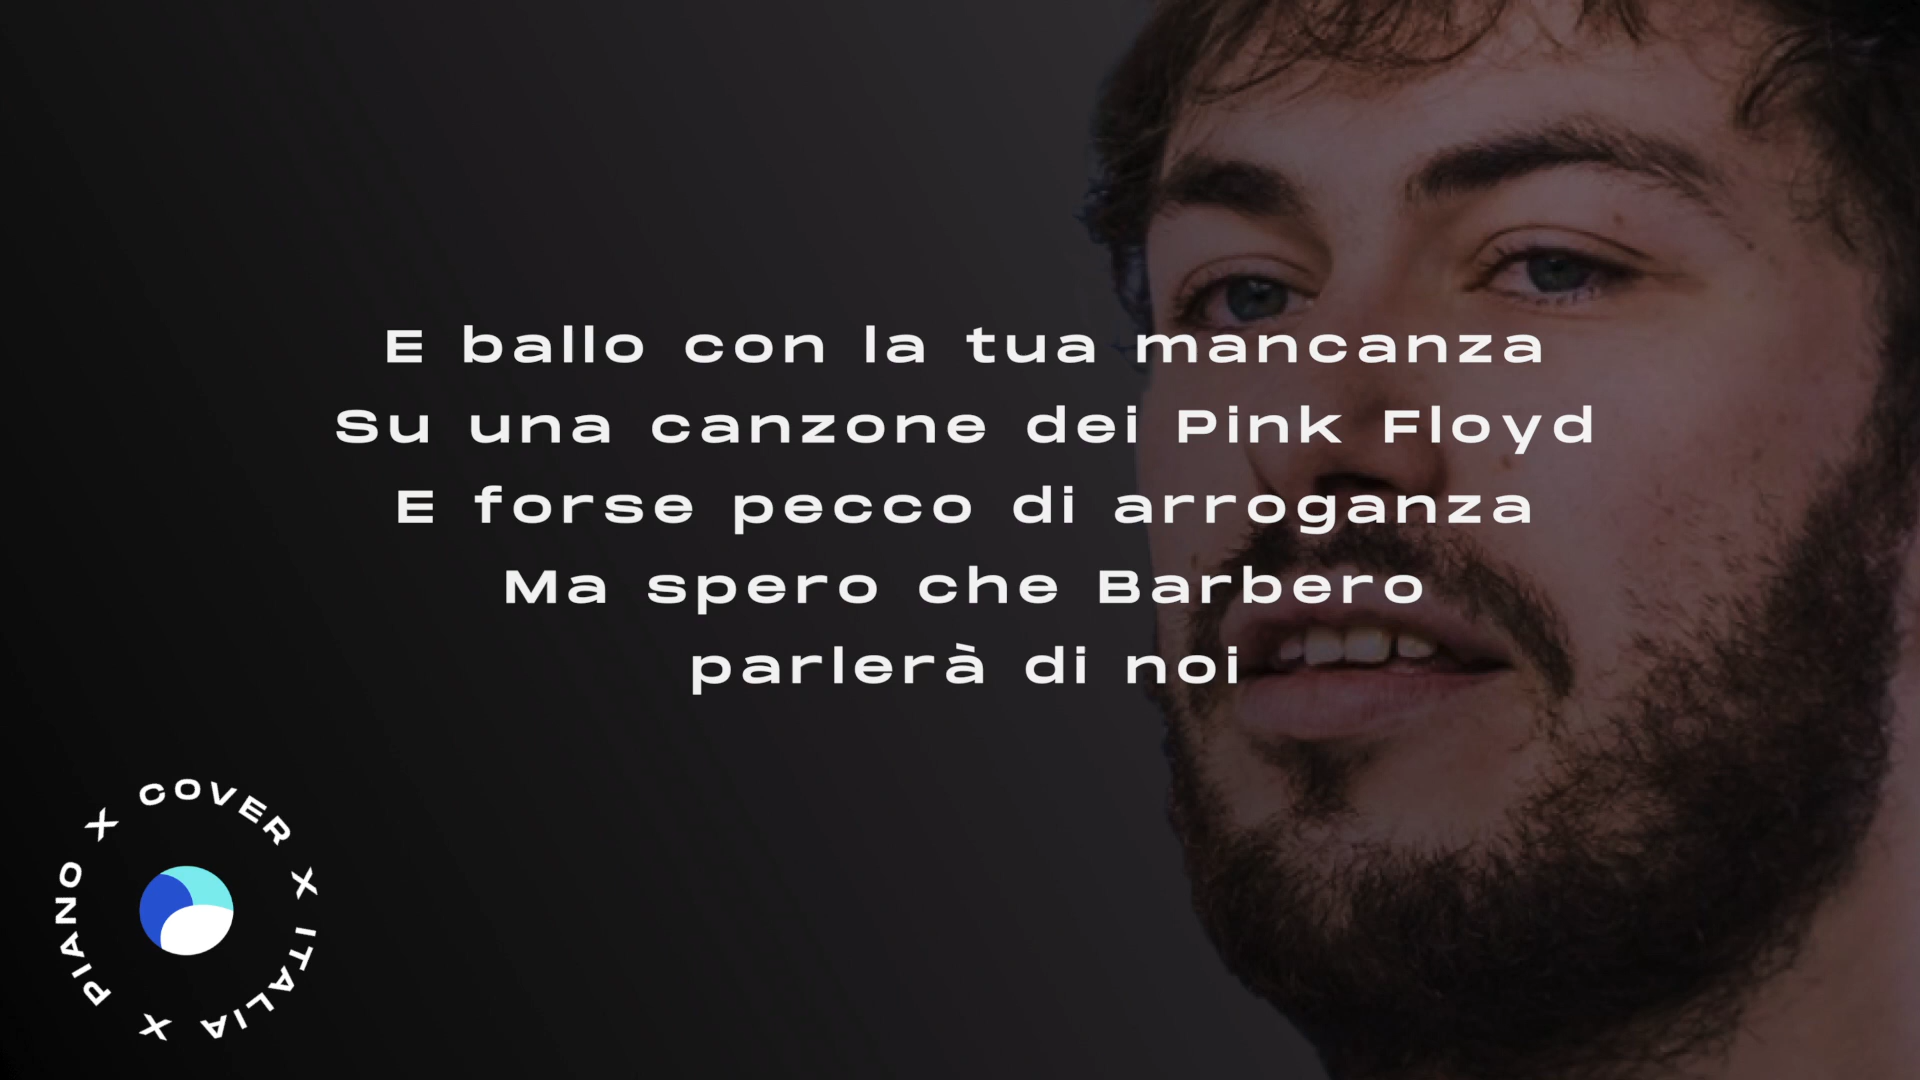 E ballo con la tua mancanza
Su una canzone dei Pink Floyd
E forse pecco di arroganza
Ma spero che Barbero
parlerà di noi
PIANO X COVER X ITALIA X